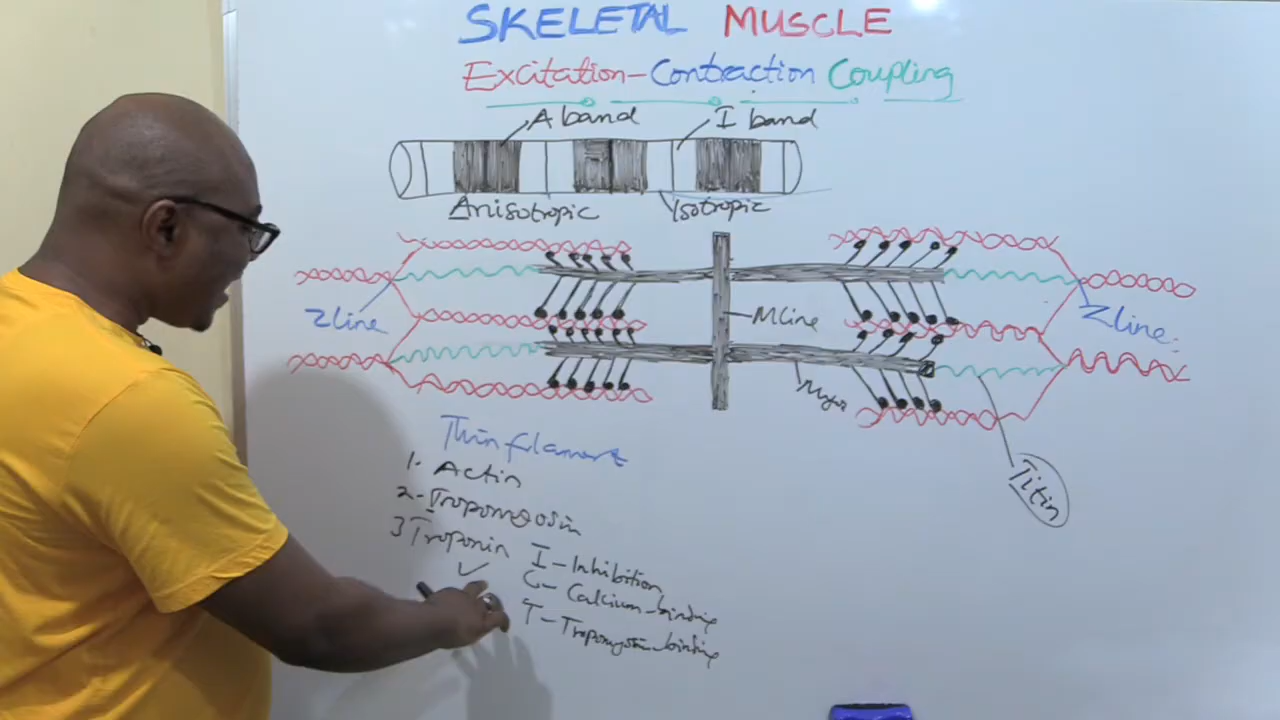 SKELETAL MUSCLE
Excitation-Contraction Coupling
A band
I band
Anisotropic
Isotropic
Z line
M Line
Z line
Titin
Thin filament
1. Actin
2- Tropomyosin
3 Troponin
I - Inhibition
C - Calcium-binding
T - Tropomyosin-binding